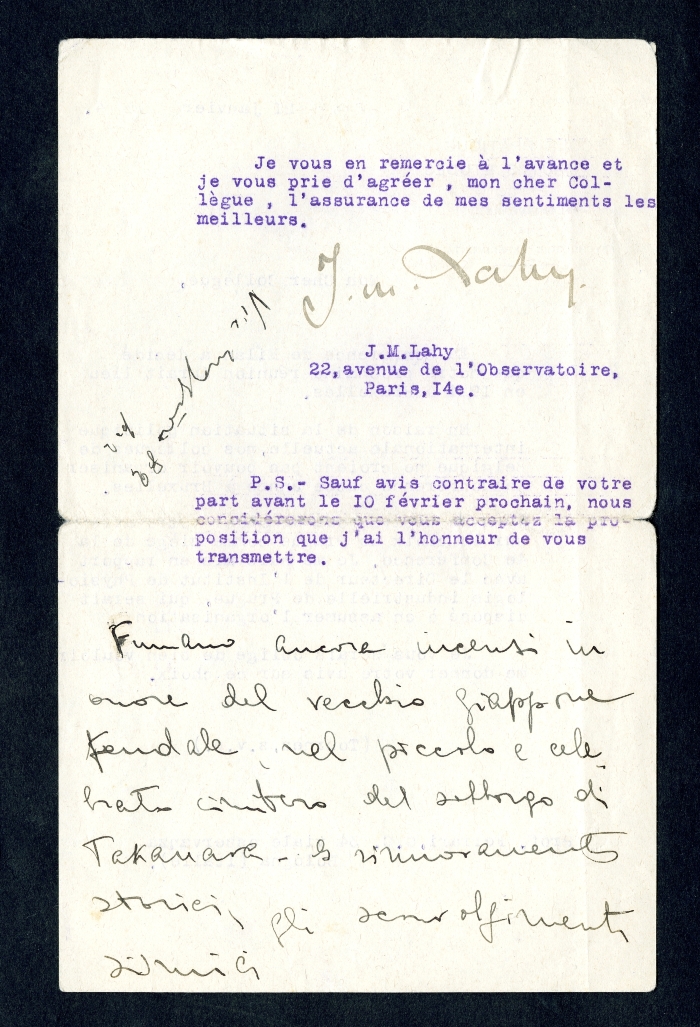 Je vous en remercie à l'avance et
je vous prie d'agréer , mon cher Col-
lègue , l'assurance de mes sentiments les
meilleurs.
J. M. Lahy.
J.M.Lahy
22,avenue de l'Observatoire,
Paris,I4e.
P.S.- Sauf avis contraire de votre
part avant le IO février prochain, nous
considérerons que vous acceptez la pro-
position que j'ai l'honneur de vous
transmettre.
Fumano ancora incensi in
onore del vecchio giappone
feudale, nel piccolo e cele
brato cimitero del sobborgo di
Takanava - I rinnovamenti
storici, gli sconvolgimenti
sismici